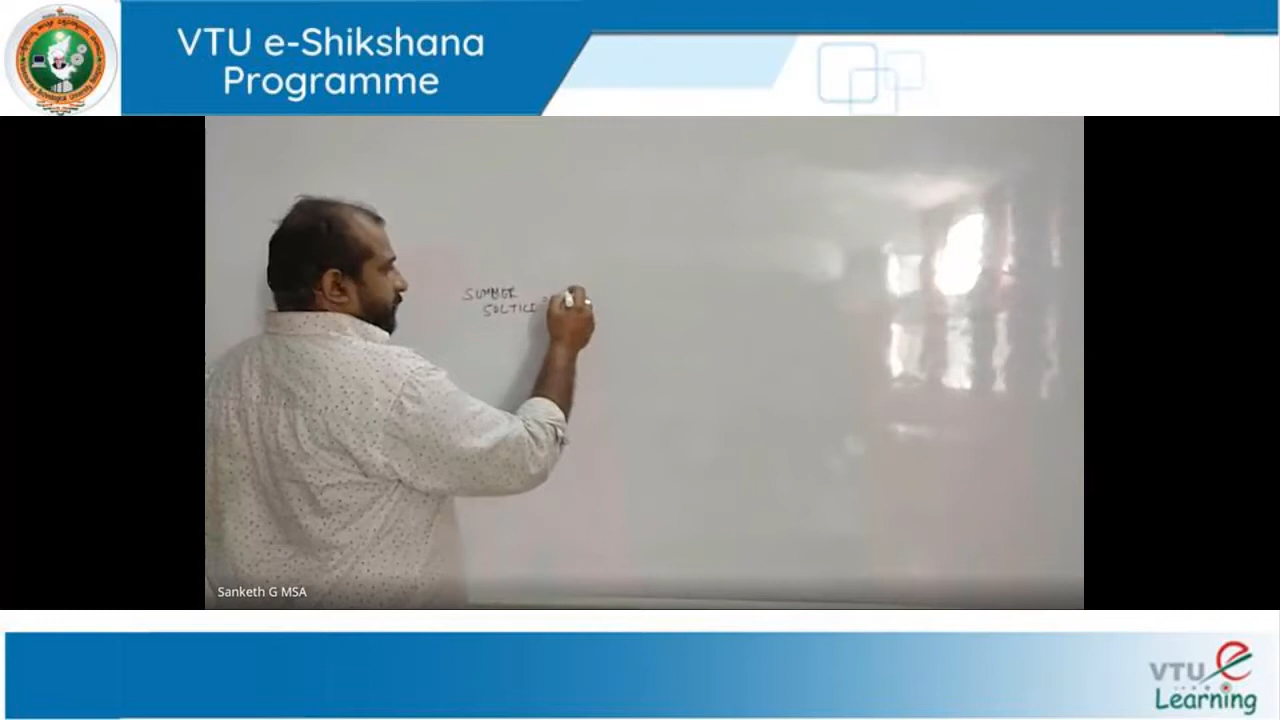 VTU e-Shikshana
Programme
SUMMER
SOLTICE
Sanketh G MSA
VTU e
Learning